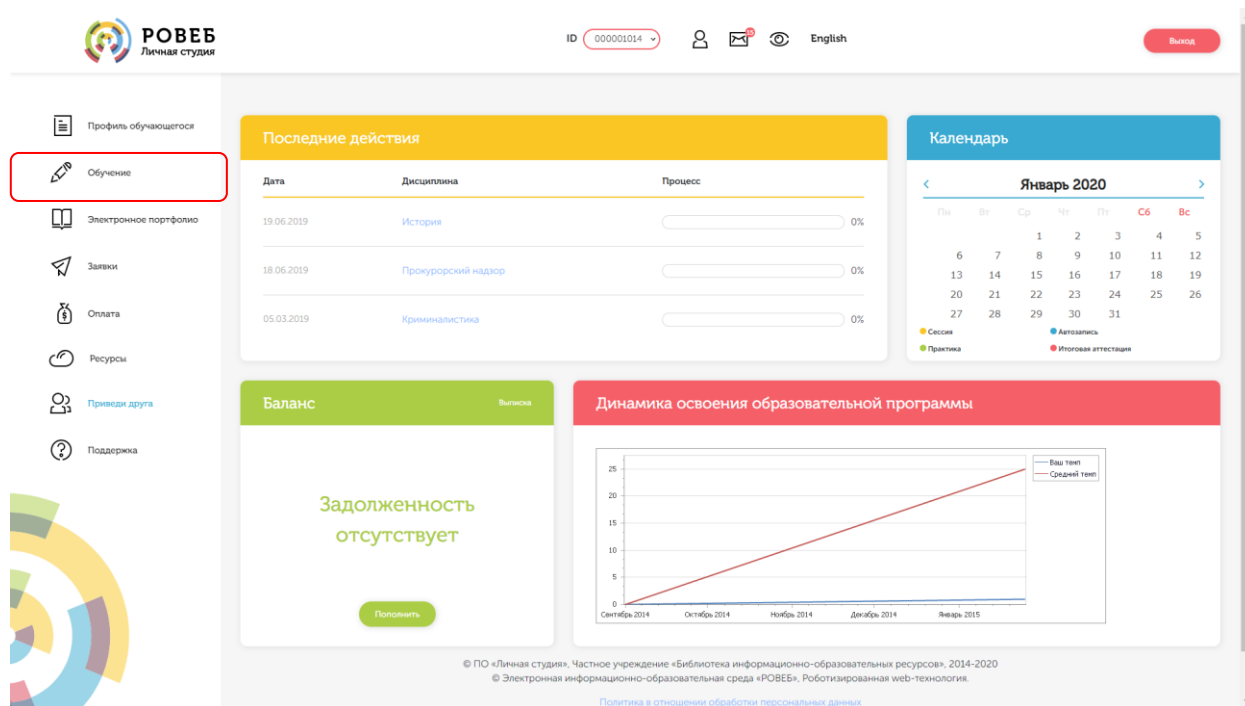 РОВЕБ
Личная студия
ID 000001014
English
Выход
Профиль обучающегося
Обучение
Электронное портфолио
Заявки
Оплата
Ресурсы
Приведи друга
Поддержка
Последние действия
Дата Дисциплина Процесс
19.06.2019 История 0%
18.06.2019 Прокурорский надзор 0%
05.03.2019 Криминалистика 0%
Календарь
Январь 2020
Пн Вт Ср Чт Пт Сб Вс
1 2 3 4 5
6 7 8 9 10 11 12
13 14 15 16 17 18 19
20 21 22 23 24 25 26
27 28 29 30 31
Сессия Автозапись
Практика Итоговая аттестация
Баланс Выписка
Задолженность
отсутствует
Пополнить
Динамика освоения образовательной программы
Ваш темп
Средний темп
25
20
15
10
5
0
Сентябрь 2014 Октябрь 2014 Ноябрь 2014 Декабрь 2014 Январь 2015
© ПО «Личная студия», Частное учреждение «Библиотека информационно-образовательных ресурсов», 2014-2020
© Электронная информационно-образовательная среда «РОВЕБ», Роботизированная web-технология.
Политика в отношении обработки персональных данных